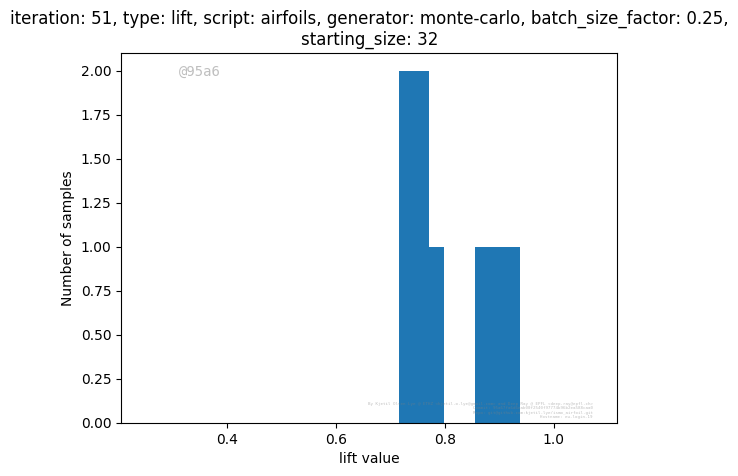 iteration: 51, type: lift, script: airfoils, generator: monte-carlo, batch_size_factor: 0.25,
starting_size: 32
@95a6
2.00
1.75
1.50
1.25
1.00
0.75
0.50
0.25
0.00
Number of samples
0.4
0.6
0.8
1.0
lift value